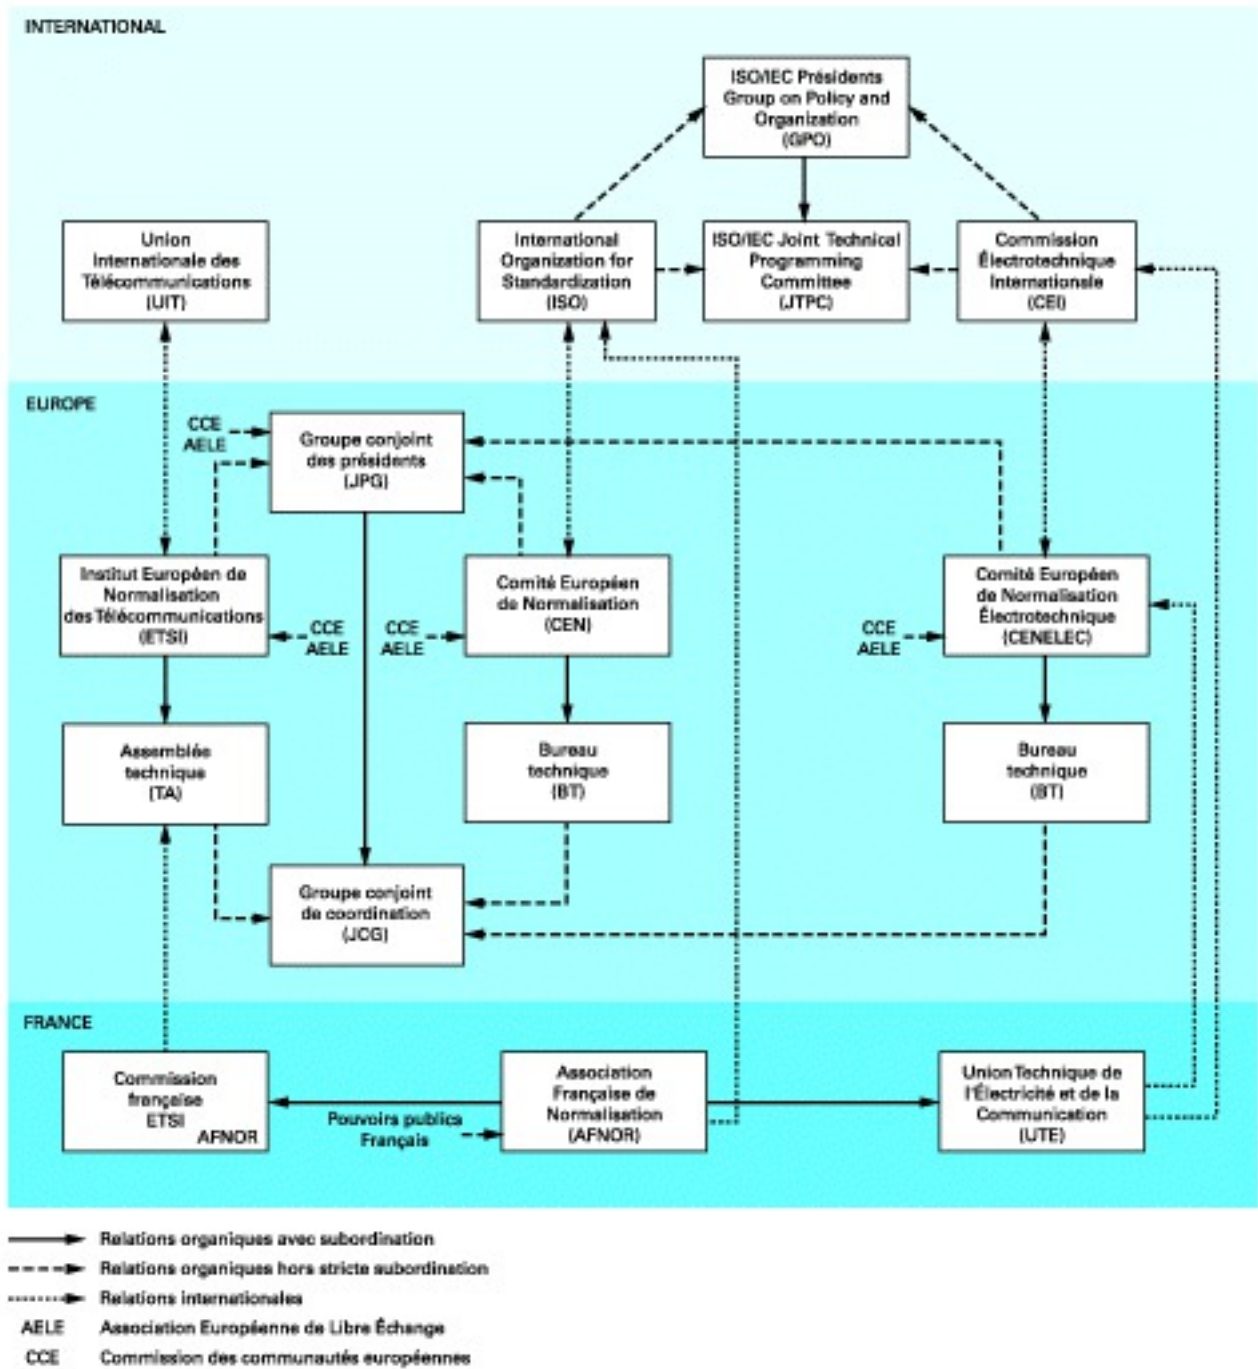 INTERNATIONAL
ISO/IEC Présidents
Group on Policy and
Organization
(GPO)
Union
Internationale des
Télécommunications
(UIT)
International
Organization for
Standardization
(ISO)
ISO/IEC Joint Technical
Programming
Committee
(JTPC)
Commission
Électrotechnique
Internationale
(CEI)
EUROPE
CCE
AELE
Groupe conjoint
des présidents
(JPG)
Institut Européen de
Normalisation
des Télécommunications
(ETSI)
CCE
AELE
CCE
AELE
Comité Européen
de Normalisation
(CEN)
CCE
AELE
Comité Européen
de Normalisation
Électrotechnique
(CENELEC)
Assemblée
technique
(TA)
Bureau
technique
(BT)
Bureau
technique
(BT)
Groupe conjoint
de coordination
(JCG)
FRANCE
Commission
française
ETSI
AFNOR
Pouvoirs publics
Français
Association
Française de
Normalisation
(AFNOR)
Union Technique de
l'Électricité et de la
Communication
(UTE)
Relations organiques avec subordination
Relations organiques hors stricte subordination
Relations internationales
AELE Association Européenne de Libre Échange
CCE Commission des communautés européennes